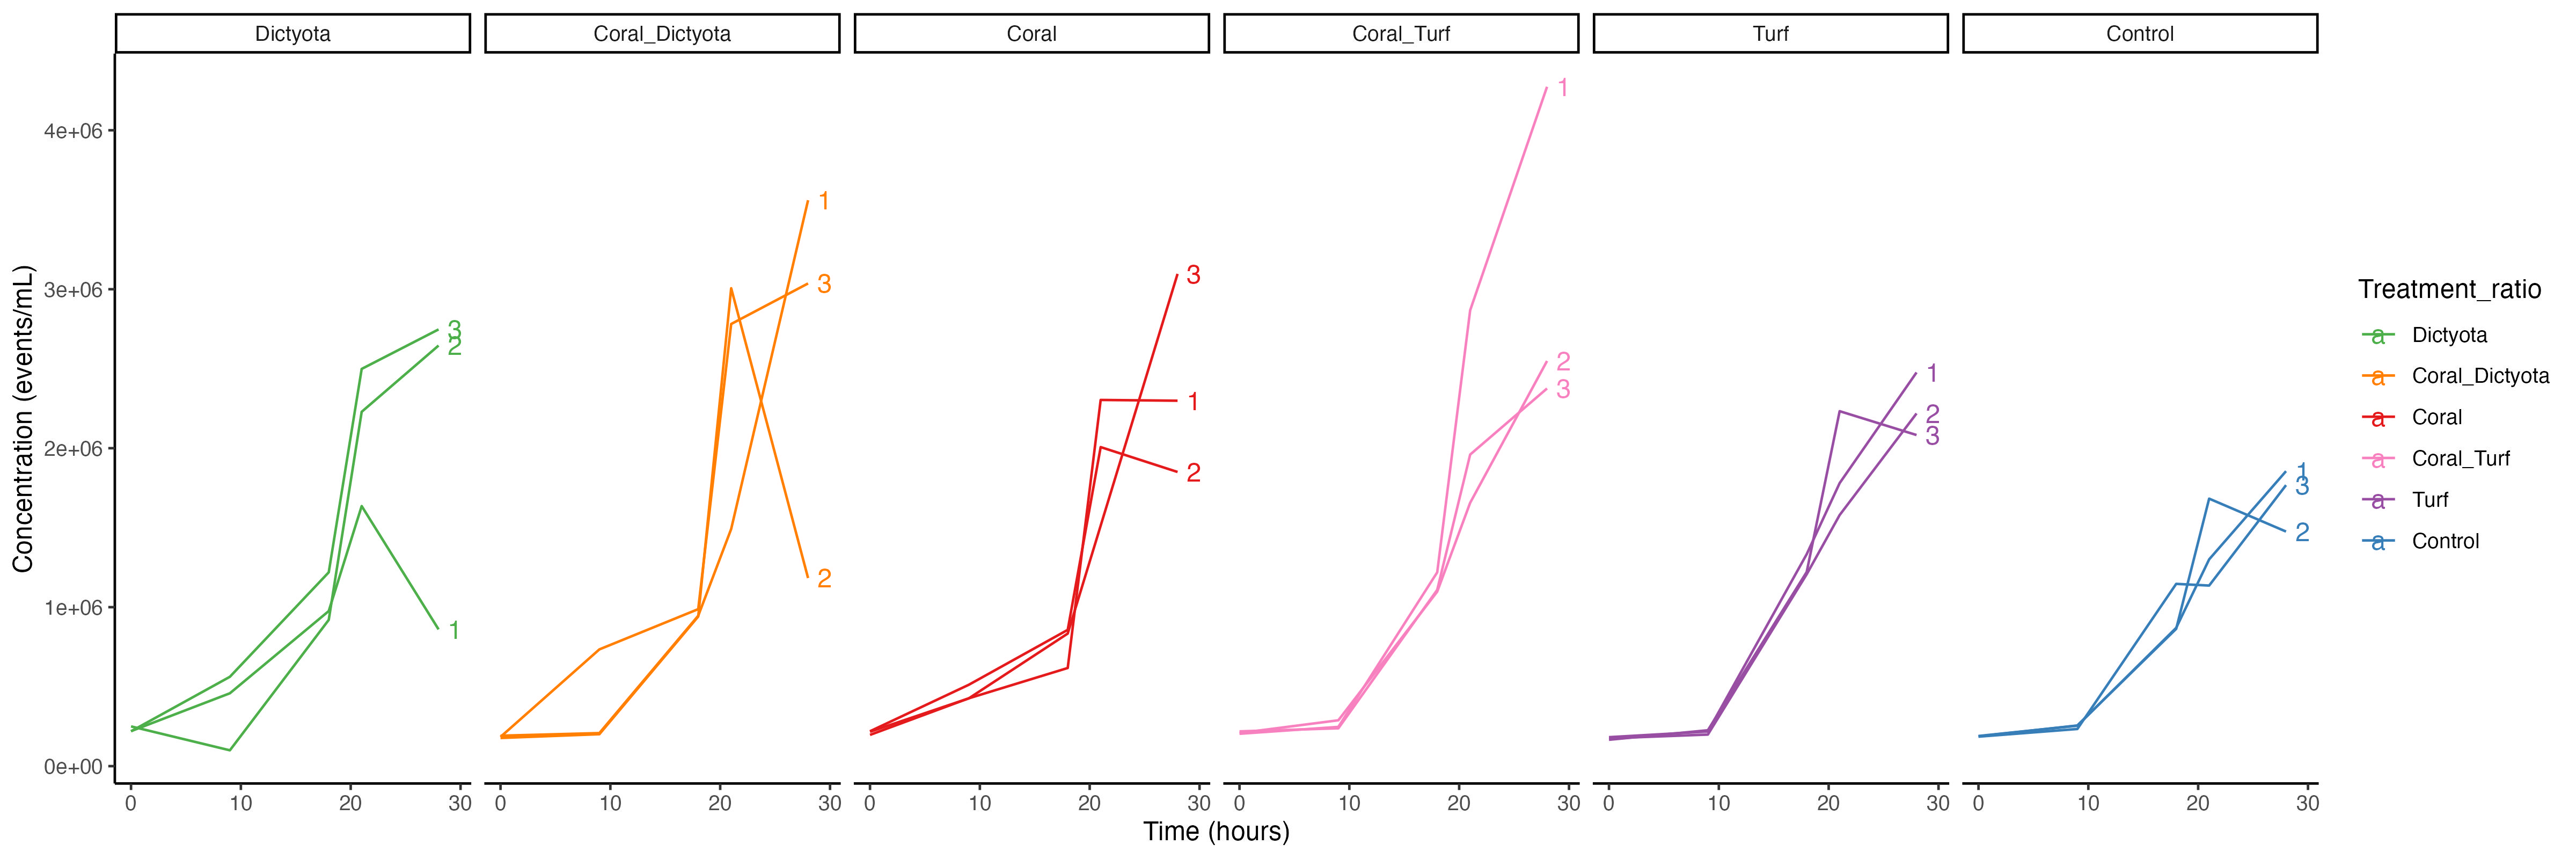 Dictyota
Coral_Dictyota
Coral
Coral_Turf
Turf
Control
Concentration (events/mL)
4e+06
3e+06
2e+06
1e+06
0e+00
3
2
1
1
3
2
3
1
2
1
2
3
1
2
3
1
3
2
0 10 20 30
0 10 20 30
0 10 20 30
0 10 20 30
0 10 20 30
0 10 20 30
Time (hours)
Treatment_ratio
a Dictyota
a Coral_Dictyota
a Coral
a Coral_Turf
a Turf
a Control